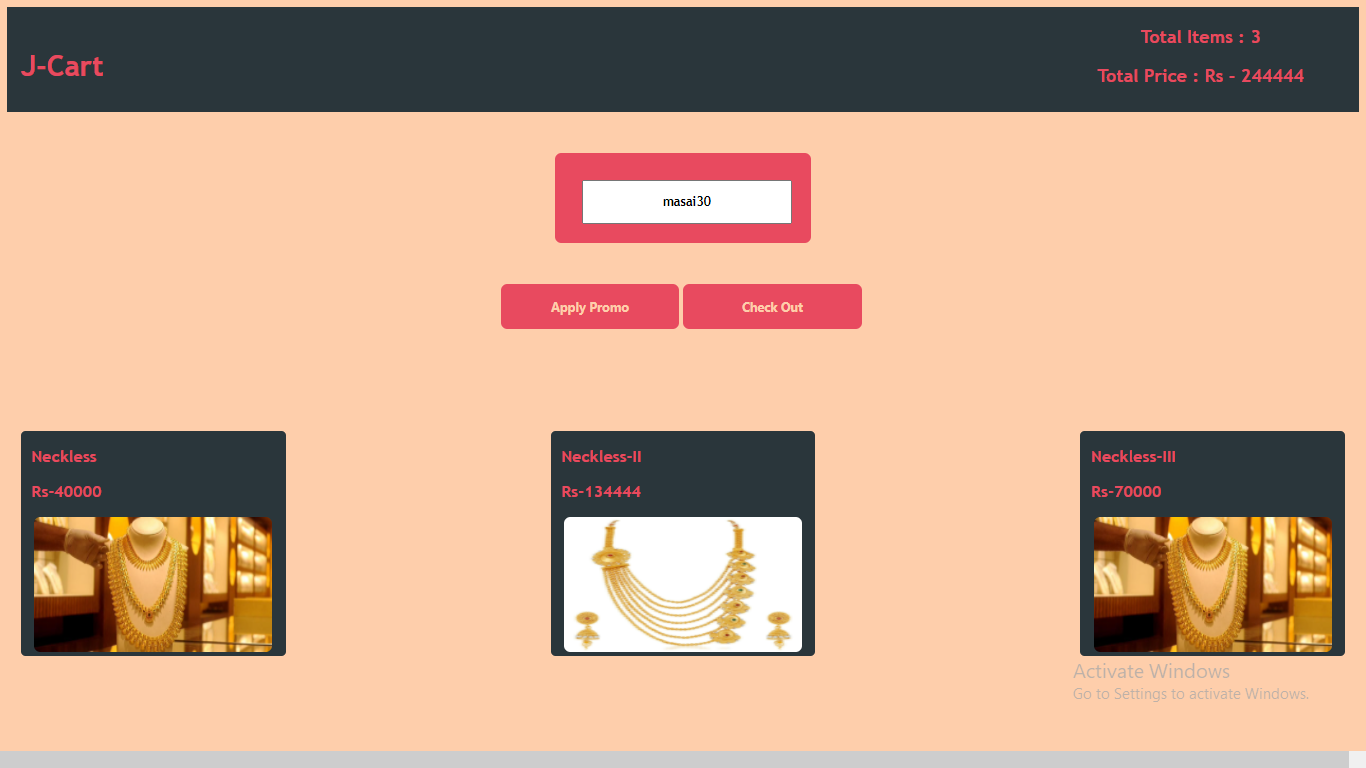 J-Cart
Total Items : 3
Total Price : Rs - 244444
masai30
Apply Promo
Check Out
Neckless
Rs-40000
Neckless-II
Rs-134444
Neckless-III
Rs-70000
Activate Windows
Go to Settings to activate Windows.